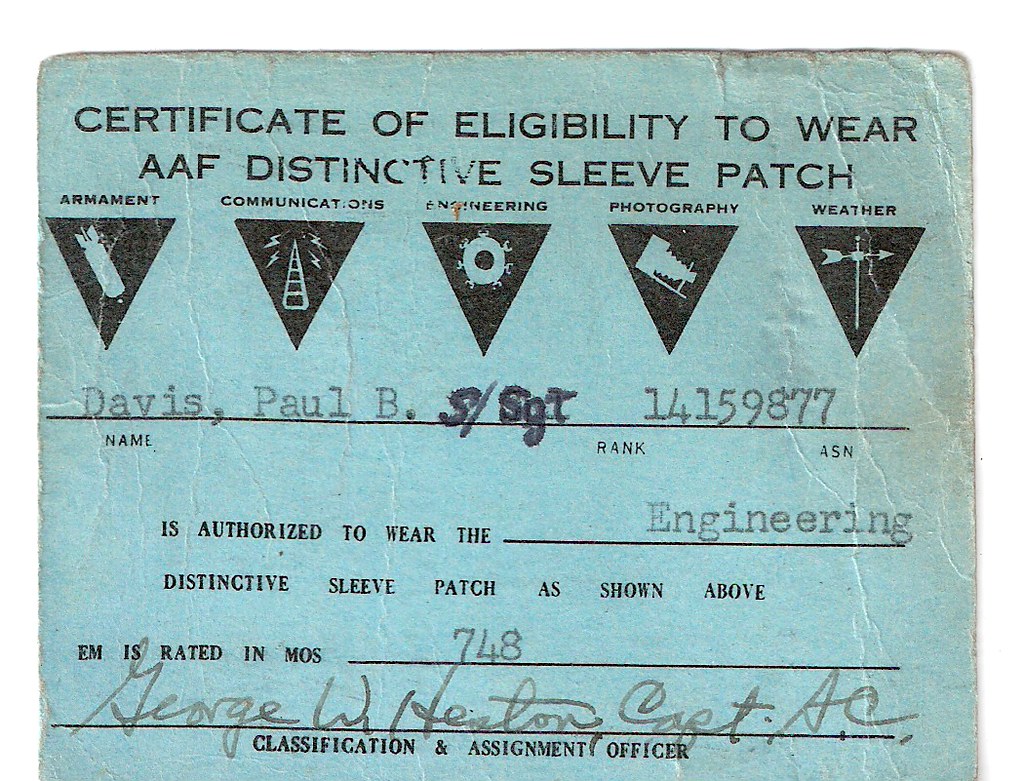 CERTIFICATE OF ELIGIBILITY TO WEAR
AAF DISTINCTIVE SLEEVE PATCH
ARMAMENT COMMUNICATIONS ENGINEERING PHOTOGRAPHY WEATHER
Davis, Paul B. S/Sgt 14159877
NAME RANK ASN
IS AUTHORIZED TO WEAR THE Engineering
DISTINCTIVE SLEEVE PATCH AS SHOWN ABOVE
EM IS RATED IN MOS 748
George W. Heaton, Capt. A.C.
CLASSIFICATION & ASSIGNMENT OFFICER